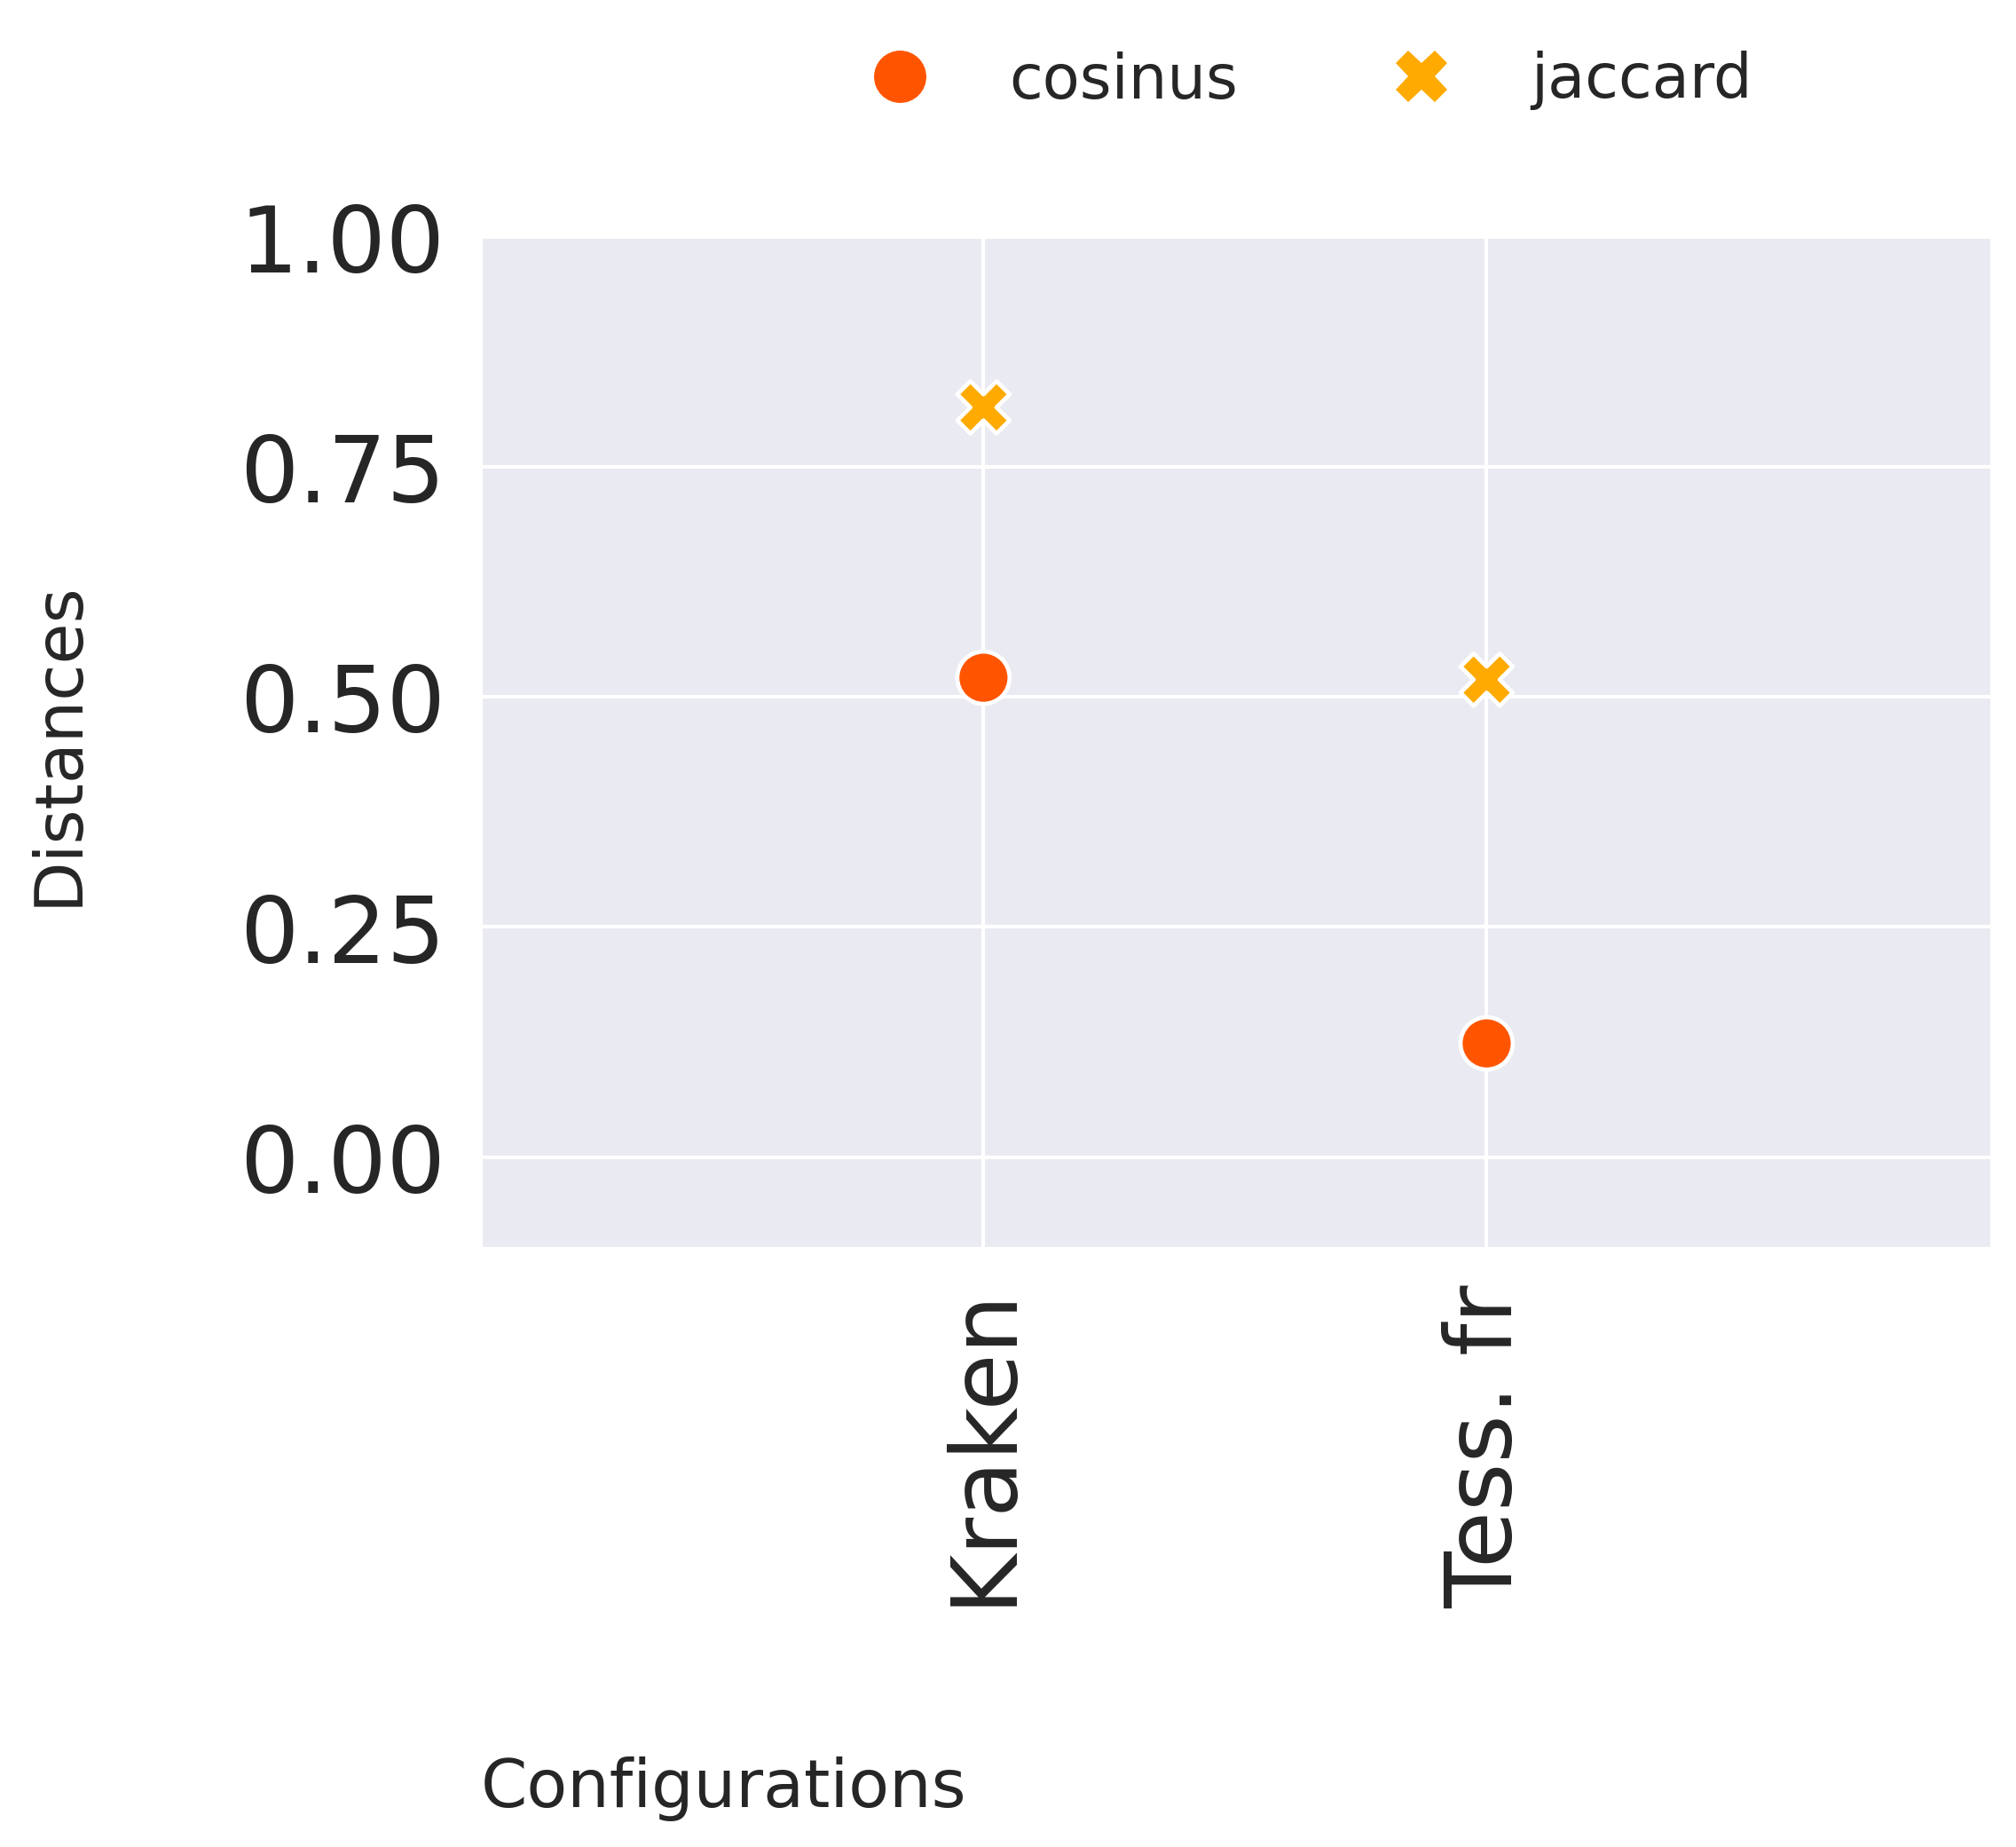 cosinus jaccard
1.00
0.75
0.50
0.25
0.00
Distances
Kraken
Tess. fr
Configurations